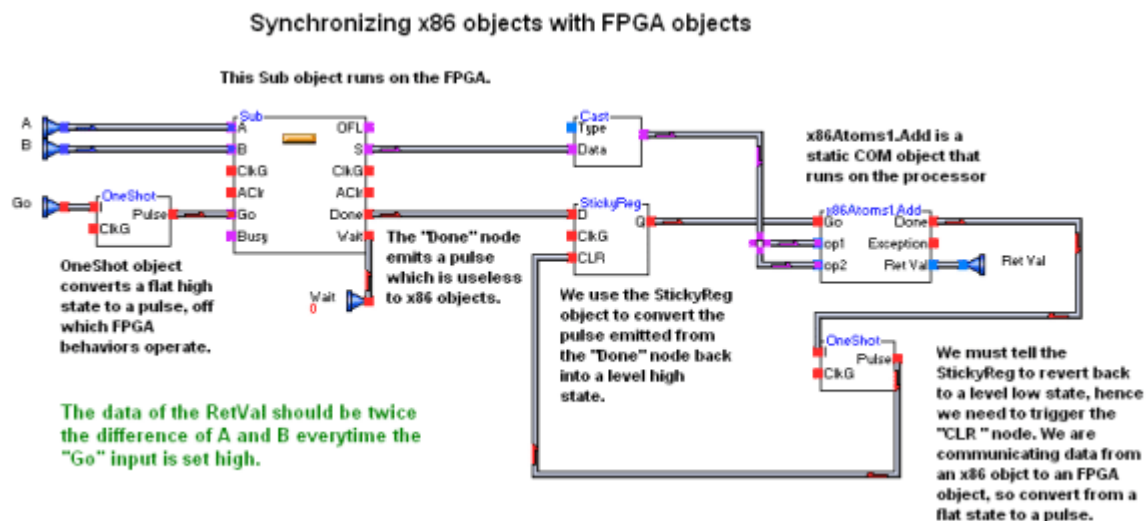 Synchronizing x86 objects with FPGA objects
This Sub object runs on the FPGA.
A
B
Go
OneShot
I
Pulse
ClkG
Sub
A
OFL
B
S
ClkG
ClkG
AClr
AClr
Go
Done
Busy
Wait
Wait
0
Cast
Type
Data
StickyReg
D
Q
ClkG
CLR
x86Atoms1.Add is a
static COM object that
runs on the processor
x86Atoms1.Add
Go
Done
op1
Exception
op2
Ret Val
Ret Val
OneShot
I
Pulse
ClkG
OneShot object
converts a flat high
state to a pulse, off
which FPGA
behaviors operate.
The "Done" node
emits a pulse
which is useless
to x86 objects.
We use the StickyReg
object to convert the
pulse emitted from
the "Done" node back
into a level high
state.
We must tell the
StickyReg to revert back
to a level low state, hence
we need to trigger the
"CLR " node. We are
communicating data from
an x86 objct to an FPGA
object, so convert from a
flat state to a pulse.
The data of the RetVal should be twice
the difference of A and B everytime the
"Go" input is set high.